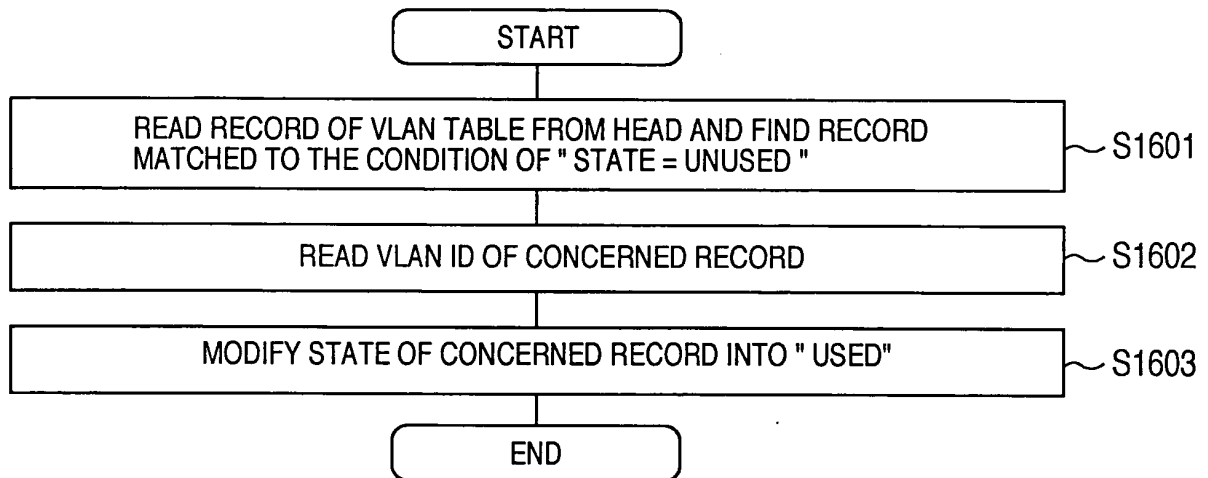 START
READ RECORD OF VLAN TABLE FROM HEAD AND FIND RECORD
MATCHED TO THE CONDITION OF " STATE = UNUSED "
S1601
READ VLAN ID OF CONCERNED RECORD
S1602
MODIFY STATE OF CONCERNED RECORD INTO " USED"
S1603
END